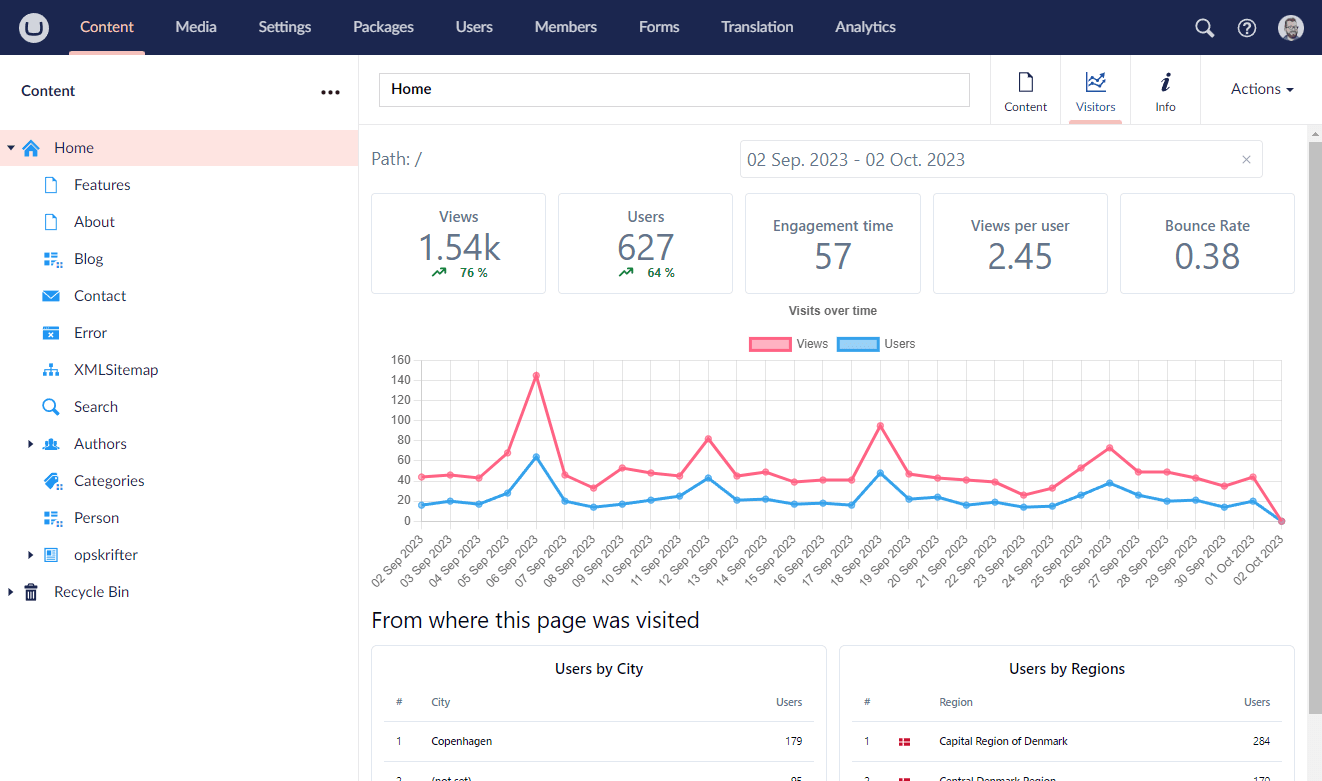 Content Media Settings Packages Users Members Forms Translation Analytics
Content
Home
Features
About
Blog
Contact
Error
XMLSitemap
Search
Authors
Categories
Person
opskrifter
Recycle Bin
Home
Content
Visitors
Info
Actions
Path: /
02 Sep. 2023 - 02 Oct. 2023
Views
1.54k
76 %
Users
627
64 %
Engagement time
57
Views per user
2.45
Bounce Rate
0.38
Visits over time
Views Users
160
140
120
100
80
60
40
20
0
02 Sep 2023
03 Sep 2023
04 Sep 2023
05 Sep 2023
06 Sep 2023
07 Sep 2023
08 Sep 2023
09 Sep 2023
10 Sep 2023
11 Sep 2023
12 Sep 2023
13 Sep 2023
14 Sep 2023
15 Sep 2023
16 Sep 2023
17 Sep 2023
18 Sep 2023
19 Sep 2023
20 Sep 2023
21 Sep 2023
22 Sep 2023
23 Sep 2023
24 Sep 2023
25 Sep 2023
26 Sep 2023
27 Sep 2023
28 Sep 2023
29 Sep 2023
30 Sep 2023
01 Oct 2023
02 Oct 2023
From where this page was visited
Users by City
# City Users
1 Copenhagen 179
2 (not set) 95
Users by Regions
# Region Users
1 Capital Region of Denmark 284
2 Central Denmark Region 170